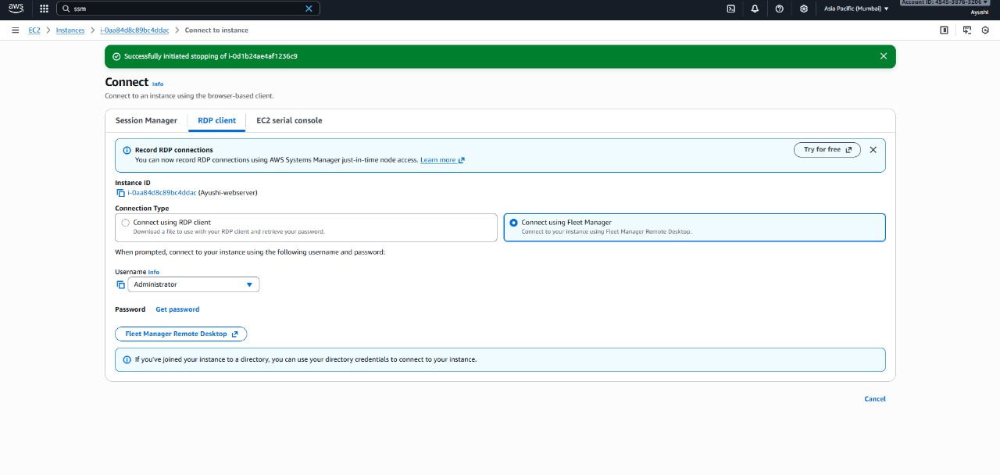 aws
ssm
Asia Pacific (Mumbai)
Account ID: 4545-3876-3206
Ayushi
EC2 > Instances > i-0aa84d8c89bc4ddac > Connect to instance
Successfully initiated stopping of i-0d1b24ae4af1236c9
Connect Info
Connect to an instance using the browser-based client.
Session Manager RDP client EC2 serial console
Record RDP connections
You can now record RDP connections using AWS Systems Manager just-in-time node access. Learn more
Try for free
Instance ID
i-0aa84d8c89bc4ddac (Ayushi-webserver)
Connection Type
Connect using RDP client
Download a file to use with your RDP client and retrieve your password.
Connect using Fleet Manager
Connect to your instance using Fleet Manager Remote Desktop.
When prompted, connect to your instance using the following username and password:
Username Info
Administrator
Password Get password
Fleet Manager Remote Desktop
If you've joined your instance to a directory, you can use your directory credentials to connect to your instance.
Cancel